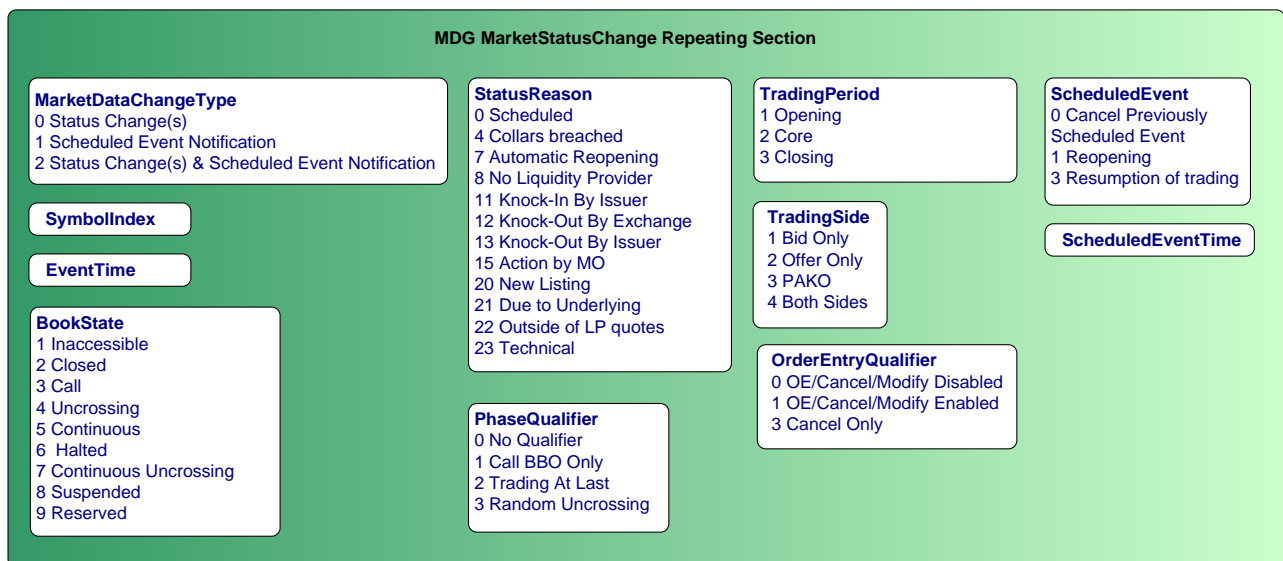 MDG MarketStatusChange Repeating Section
MarketDataChangeType
0 Status Change(s)
1 Scheduled Event Notification
2 Status Change(s) & Scheduled Event Notification
SymbolIndex
EventTime
BookState
1 Inaccessible
2 Closed
3 Call
4 Uncrossing
5 Continuous
6 Halted
7 Continuous Uncrossing
8 Suspended
9 Reserved
StatusReason
0 Scheduled
4 Collars breached
7 Automatic Reopening
8 No Liquidity Provider
11 Knock-In By Issuer
12 Knock-Out By Exchange
13 Knock-Out By Issuer
15 Action by MO
20 New Listing
21 Due to Underlying
22 Outside of LP quotes
23 Technical
PhaseQualifier
0 No Qualifier
1 Call BBO Only
2 Trading At Last
3 Random Uncrossing
TradingPeriod
1 Opening
2 Core
3 Closing
TradingSide
1 Bid Only
2 Offer Only
3 PAKO
4 Both Sides
OrderEntryQualifier
0 OE/Cancel/Modify Disabled
1 OE/Cancel/Modify Enabled
3 Cancel Only
ScheduledEvent
0 Cancel Previously
Scheduled Event
1 Reopening
3 Resumption of trading
ScheduledEventTime